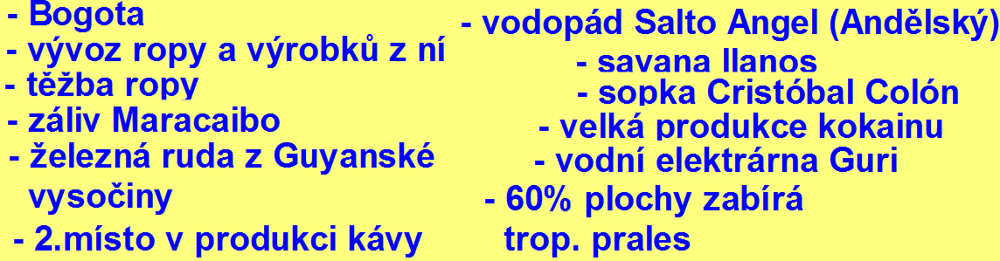 - Bogota
- vývoz ropy a výrobků z ní
- těžba ropy
- záliv Maracaibo
- železná ruda z Guyanské
vysočiny
- 2.místo v produkci kávy
- vodopád Salto Angel (Andělský)
- savana llanos
- sopka Cristóbal Colón
- velká produkce kokainu
- vodní elektrárna Guri
- 60% plochy zabírá
trop. prales